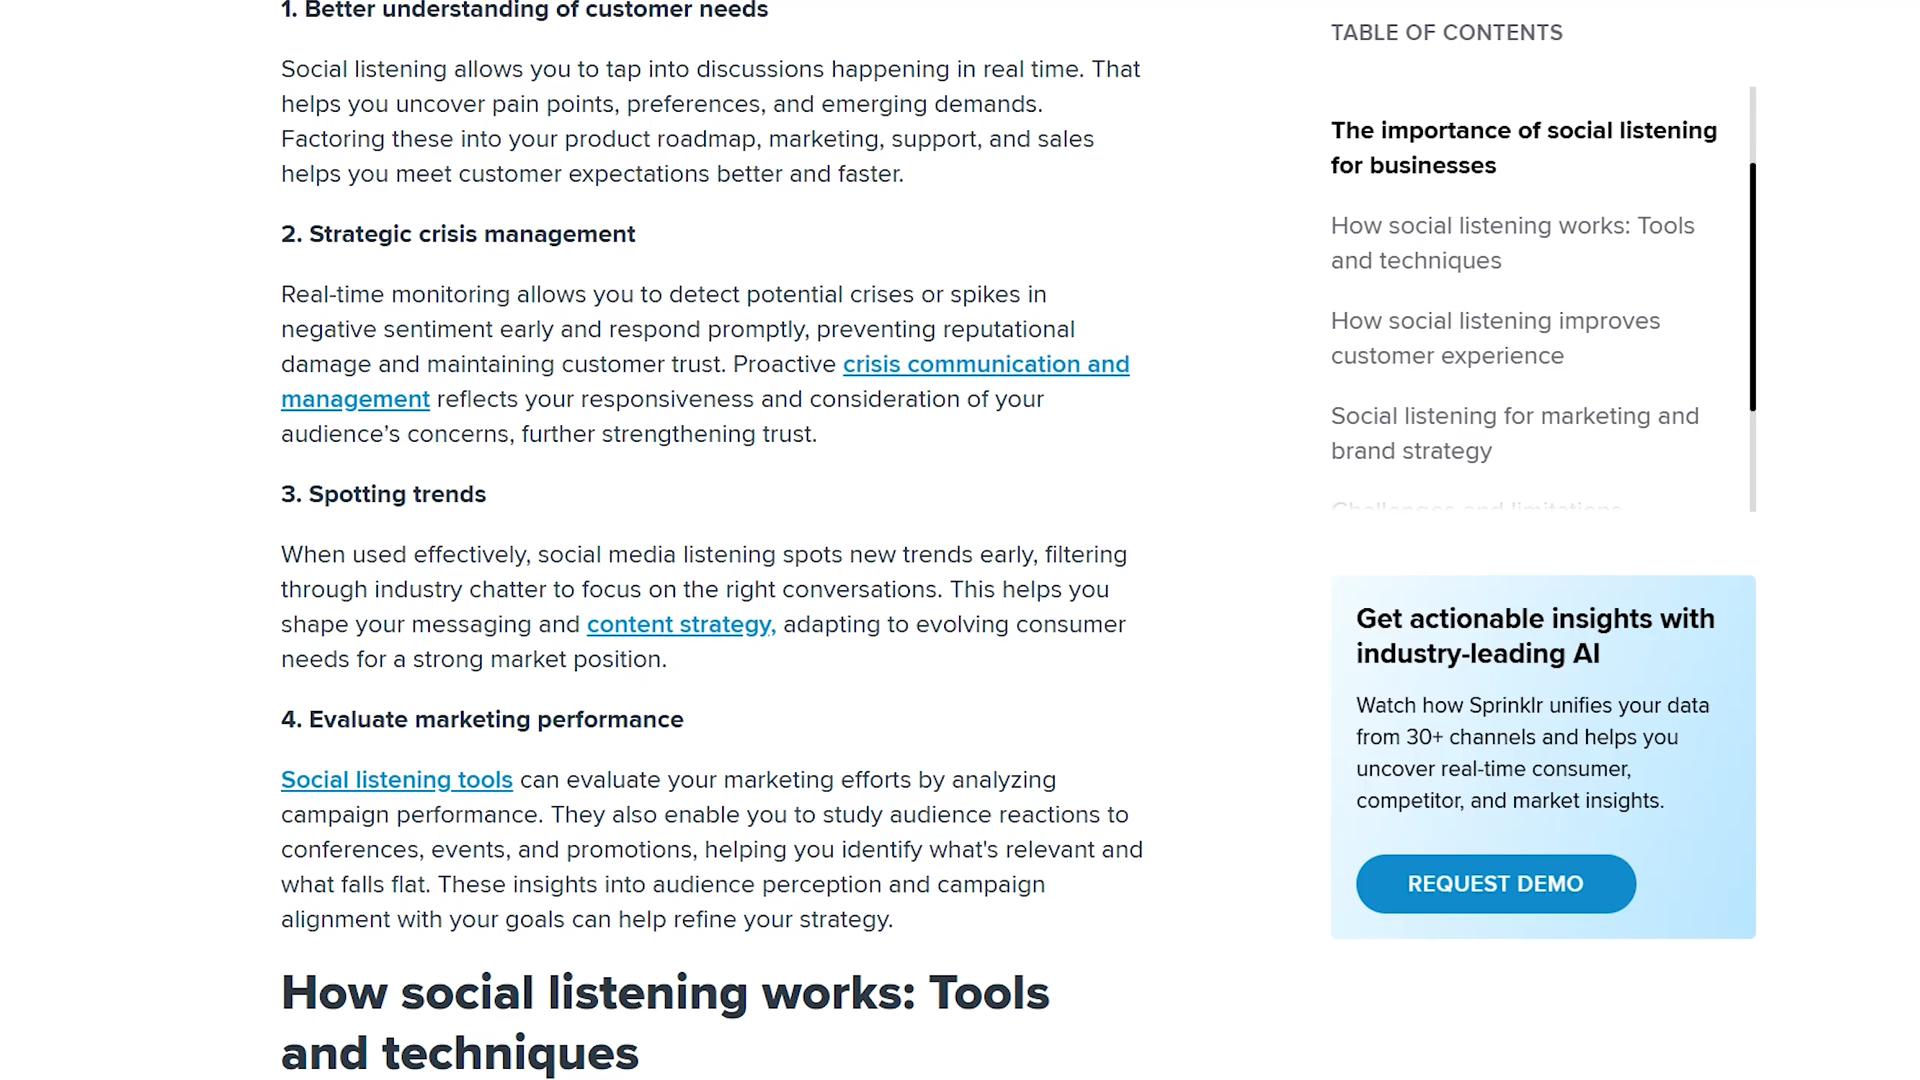 1. Better understanding of customer needs
Social listening allows you to tap into discussions happening in real time. That
helps you uncover pain points, preferences, and emerging demands.
Factoring these into your product roadmap, marketing, support, and sales
helps you meet customer expectations better and faster.
2. Strategic crisis management
Real-time monitoring allows you to detect potential crises or spikes in
negative sentiment early and respond promptly, preventing reputational
damage and maintaining customer trust. Proactive crisis communication and
management reflects your responsiveness and consideration of your
audience’s concerns, further strengthening trust.
3. Spotting trends
When used effectively, social media listening spots new trends early, filtering
through industry chatter to focus on the right conversations. This helps you
shape your messaging and content strategy, adapting to evolving consumer
needs for a strong market position.
4. Evaluate marketing performance
Social listening tools can evaluate your marketing efforts by analyzing
campaign performance. They also enable you to study audience reactions to
conferences, events, and promotions, helping you identify what's relevant and
what falls flat. These insights into audience perception and campaign
alignment with your goals can help refine your strategy.
How social listening works: Tools
and techniques
TABLE OF CONTENTS
The importance of social listening
for businesses
How social listening works: Tools
and techniques
How social listening improves
customer experience
Social listening for marketing and
brand strategy
Challenges and limitations
Get actionable insights with
industry-leading AI
Watch how Sprinklr unifies your data
from 30+ channels and helps you
uncover real-time consumer,
competitor, and market insights.
REQUEST DEMO